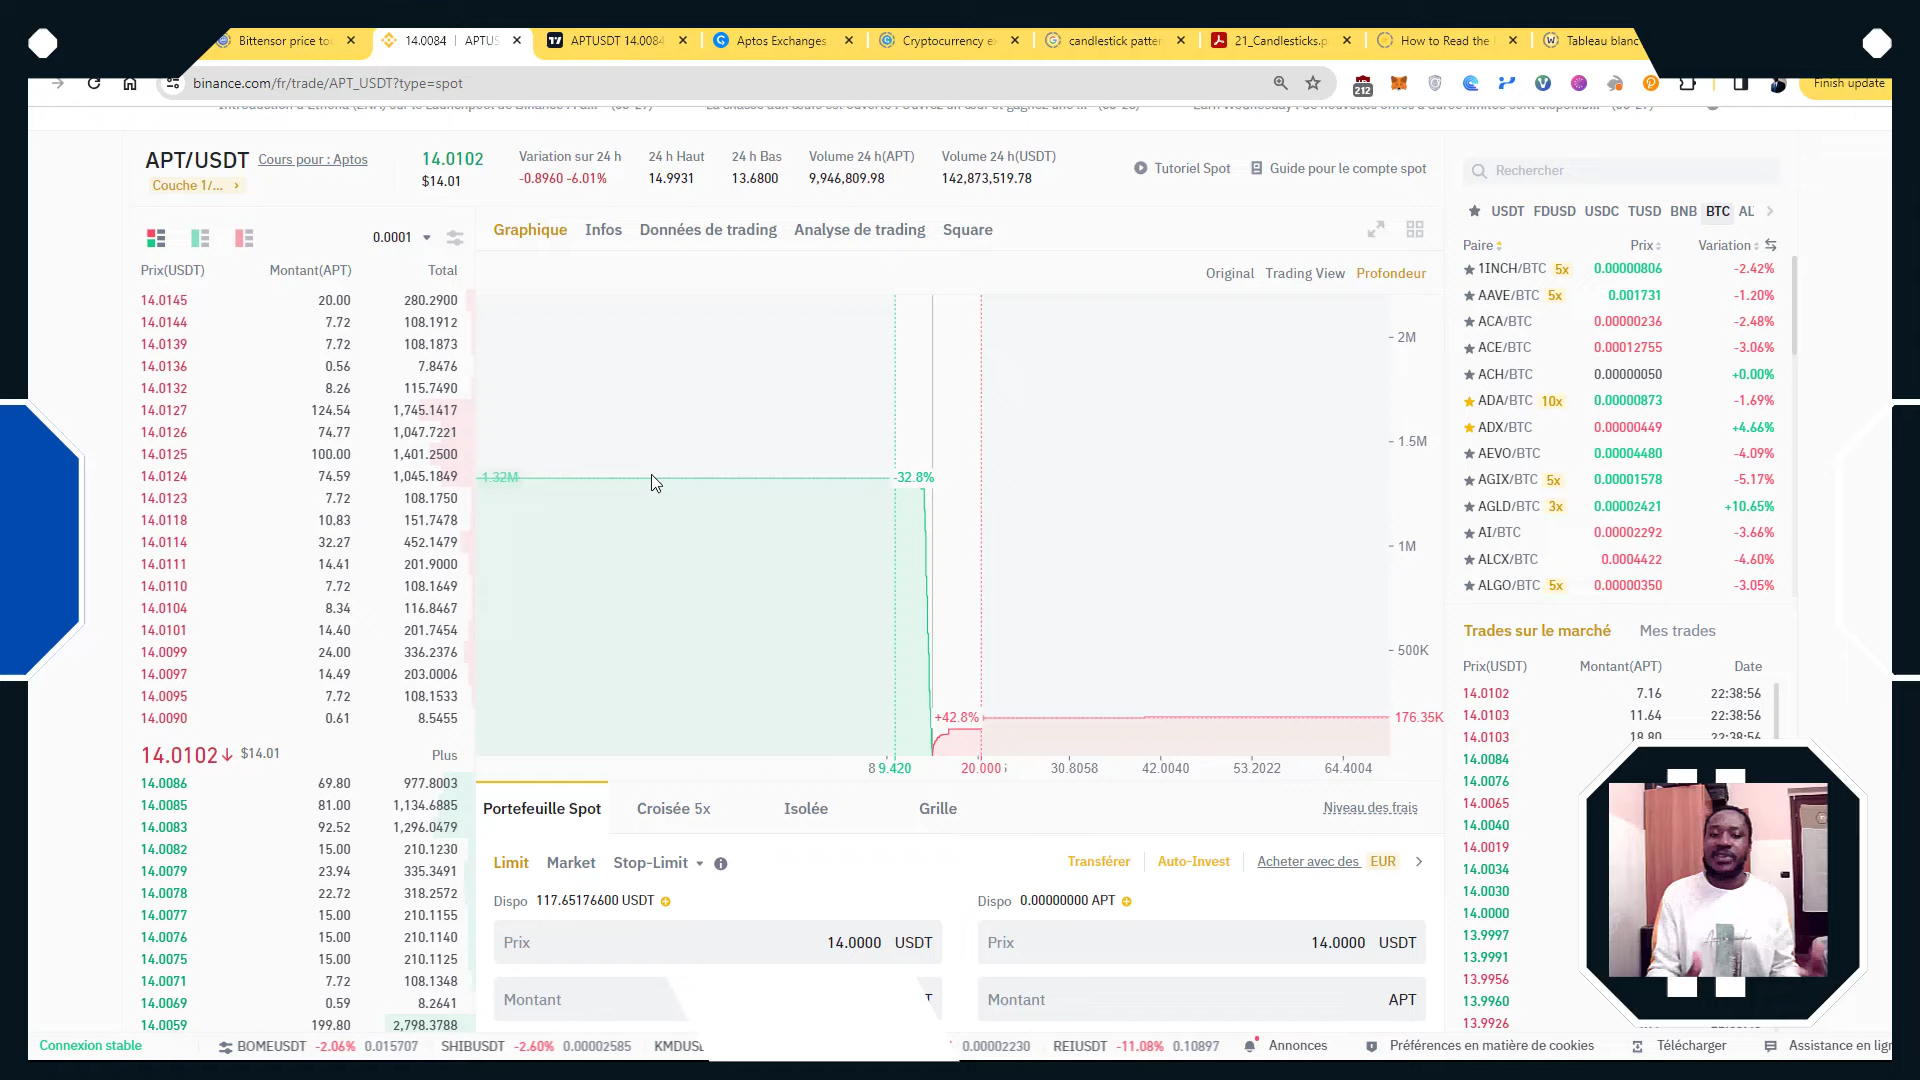 Bittensor price to
14.0084 | APTUS
APTUSDT 14.0084
Aptos Exchanges
Cryptocurrency e
candlestick patter
21_Candlesticks.p
How to Read the
Tableau blanc
binance.com/fr/trade/APT_USDT?type=spot
212
Finish update
APT/USDT
Cours pour : Aptos
Couche 1/...
14.0102
$14.01
Variation sur 24 h
-0.8960 -6.01%
24 h Haut
14.9931
24 h Bas
13.6800
Volume 24 h(APT)
9,946,809.98
Volume 24 h(USDT)
142,873,519.78
Tutoriel Spot
Guide pour le compte spot
0.0001
Prix(USDT) Montant(APT) Total
14.0145 20.00 280.2900
14.0144 7.72 108.1912
14.0139 7.72 108.1873
14.0136 0.56 7.8476
14.0132 8.26 115.7490
14.0127 124.54 1,745.1417
14.0126 74.77 1,047.7221
14.0125 100.00 1,401.2500
14.0124 74.59 1,045.1849
14.0123 7.72 108.1750
14.0118 10.83 151.7478
14.0114 32.27 452.1479
14.0111 14.41 201.9000
14.0110 7.72 108.1649
14.0104 8.34 116.8467
14.0101 14.40 201.7454
14.0099 24.00 336.2376
14.0097 14.49 203.0006
14.0095 7.72 108.1533
14.0090 0.61 8.5455
14.0102↓ $14.01 Plus
14.0086 69.80 977.8003
14.0085 81.00 1,134.6885
14.0083 92.52 1,296.0479
14.0082 15.00 210.1230
14.0079 23.94 335.3491
14.0078 22.72 318.2572
14.0077 15.00 210.1155
14.0076 15.00 210.1140
14.0075 15.00 210.1125
14.0071 7.72 108.1348
14.0069 0.59 8.2641
14.0059 199.80 2,798.3788
Graphique Infos Données de trading Analyse de trading Square
Original Trading View Profondeur
2M
1.5M
1M
500K
1.32M
-32.8%
+42.8%
176.35K
8 9.420 20.000 30.8058 42.0040 53.2022 64.4004
Portefeuille Spot Croisée 5x Isolée Grille Niveau des frais
Limit Market Stop-Limit
Transférer Auto-Invest Acheter avec des EUR
Dispo 117.65176600 USDT
Dispo 0.00000000 APT
Prix 14.0000 USDT
Prix 14.0000 USDT
Montant
Montant APT
Rechercher
USDT FDUSD USDC TUSD BNB BTC AL
Paire Prix Variation
1INCH/BTC 5x 0.00000806 -2.42%
AAVE/BTC 5x 0.001731 -1.20%
ACA/BTC 0.00000236 -2.48%
ACE/BTC 0.00012755 -3.06%
ACH/BTC 0.00000050 +0.00%
ADA/BTC 10x 0.00000873 -1.69%
ADX/BTC 0.00000449 +4.66%
AEVO/BTC 0.00004480 -4.09%
AGIX/BTC 5x 0.00001578 -5.17%
AGLD/BTC 3x 0.00002421 +10.65%
AI/BTC 0.00002292 -3.66%
ALCX/BTC 0.0004422 -4.60%
ALGO/BTC 5x 0.00000350 -3.05%
Trades sur le marché Mes trades
Prix(USDT) Montant(APT) Date
14.0102 7.16 22:38:56
14.0103 11.64 22:38:56
14.0103 18.80 22:38:56
14.0084
14.0076
14.0065
14.0040
14.0019
14.0034
14.0030
14.0000
13.9997
13.9991
13.9956
13.9960
13.9926
Connexion stable
BOMEUSDT -2.06% 0.015707
SHIBUSDT -2.60% 0.00002585
KMDUS
0.00002230
REIUSDT -11.08% 0.10897
Annonces
Préférences en matière de cookies
Télécharger
Assistance en lig